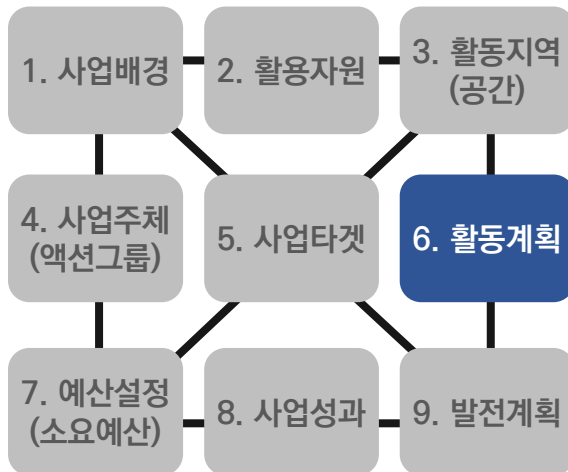 1. 사업배경
2. 활용자원
3. 활동지역
(공간)
4. 사업주체
(액션그룹)
5. 사업타겟
6. 활동계획
7. 예산설정
(소요예산)
8. 사업성과
9. 발전계획